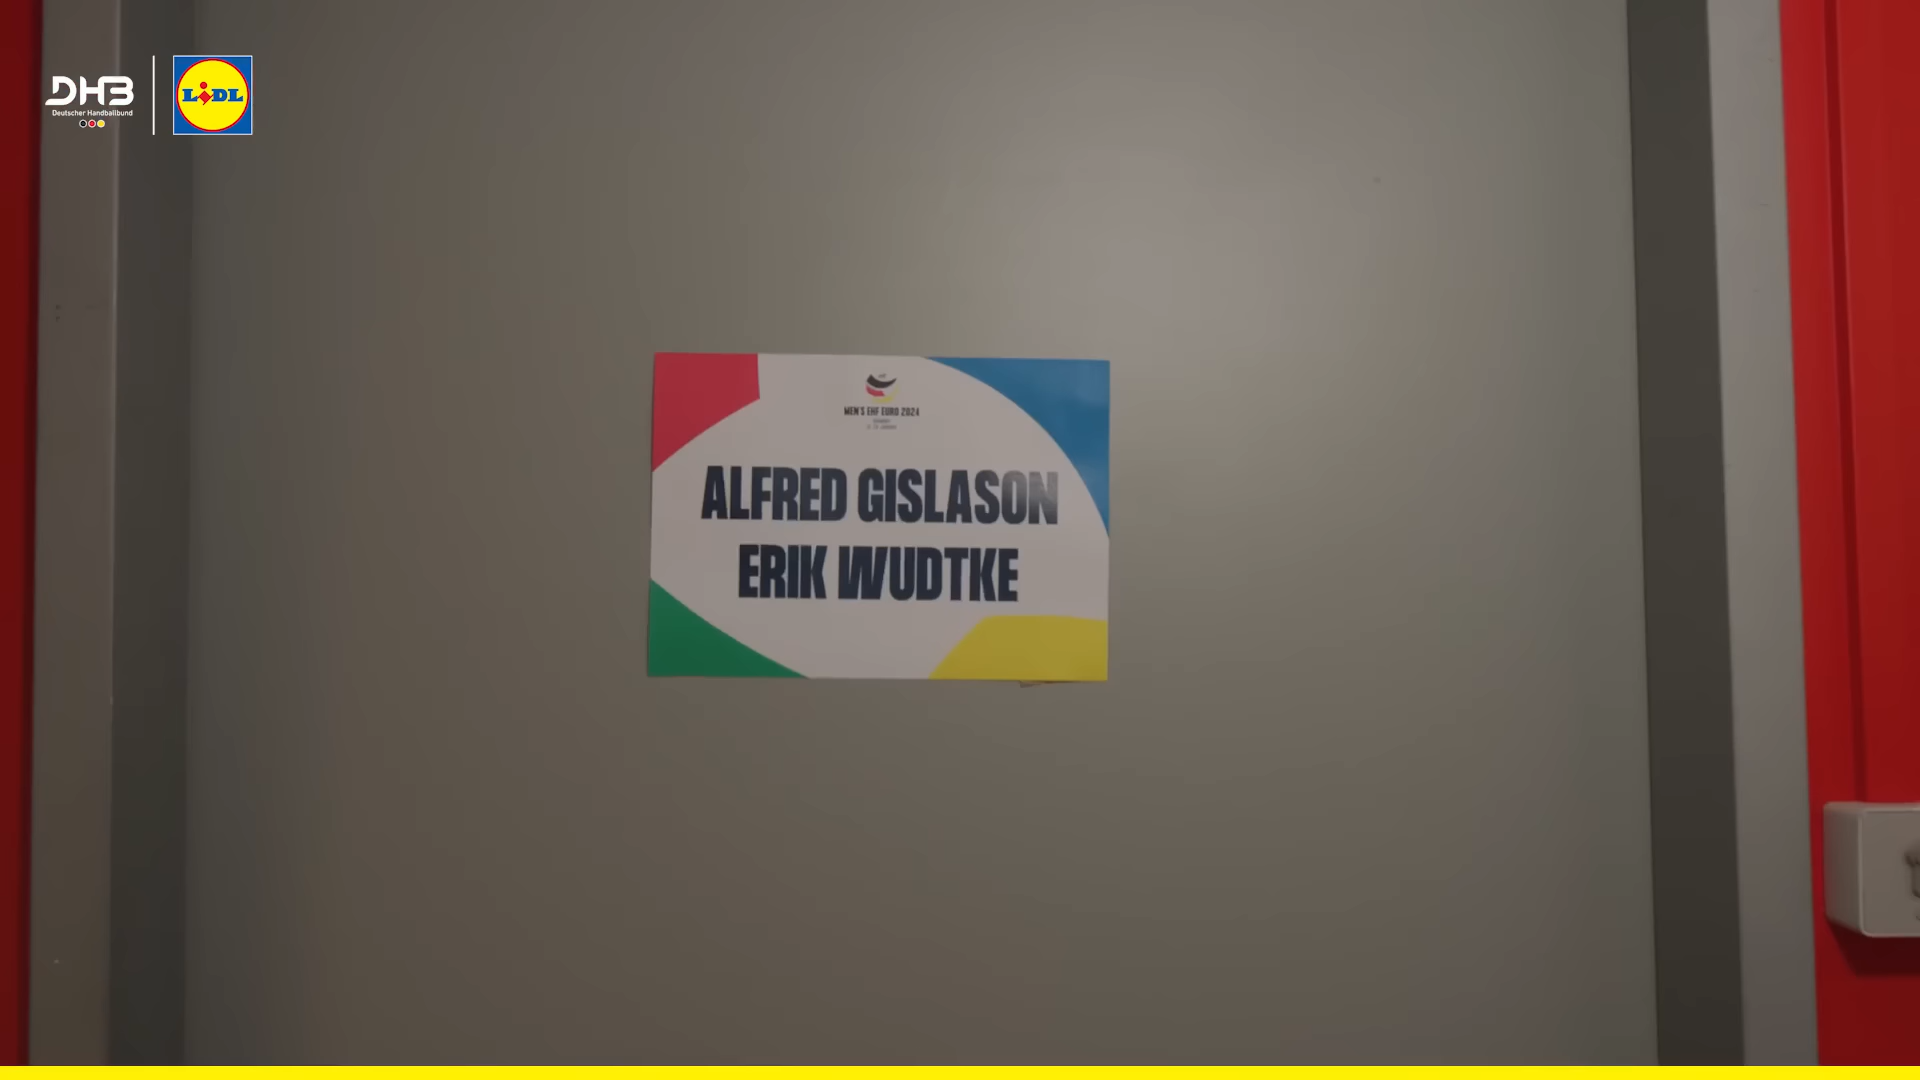 DHB
Deutscher Handballbund
LIDL
MEN'S EHF EURO 2024
ALFRED GISLASON
ERIK WUDTKE